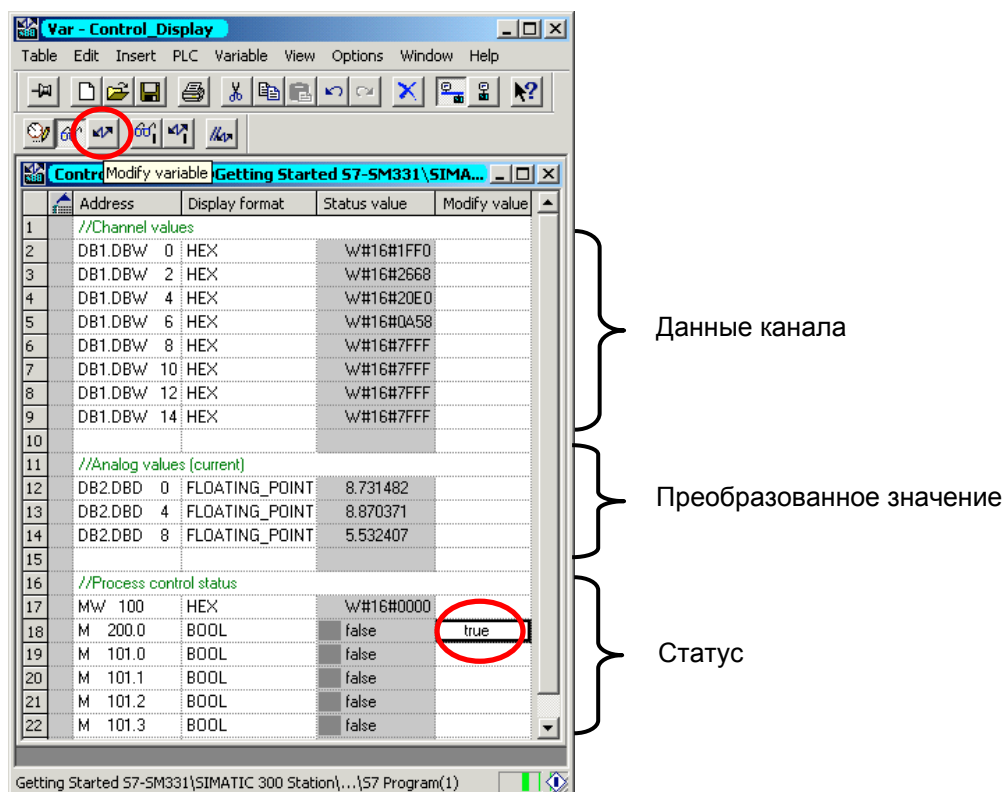 Var - Control_Display
Table Edit Insert PLC Variable View Options Window Help
Modify variable
Contr Getting Started S7-SM331\SIMA...
Address Display format Status value Modify value
1 //Channel values
2 DB1.DBW 0 HEX W#16#1FF0
3 DB1.DBW 2 HEX W#16#2668
4 DB1.DBW 4 HEX W#16#20E0
5 DB1.DBW 6 HEX W#16#0A58
6 DB1.DBW 8 HEX W#16#7FFF
7 DB1.DBW 10 HEX W#16#7FFF
8 DB1.DBW 12 HEX W#16#7FFF
9 DB1.DBW 14 HEX W#16#7FFF
10
11 //Analog values (current)
12 DB2.DBD 0 FLOATING_POINT 8.731482
13 DB2.DBD 4 FLOATING_POINT 8.870371
14 DB2.DBD 8 FLOATING_POINT 5.532407
15
16 //Process control status
17 MW 100 HEX W#16#0000
18 M 200.0 BOOL false true
19 M 101.0 BOOL false
20 M 101.1 BOOL false
21 M 101.2 BOOL false
22 M 101.3 BOOL false
Getting Started S7-SM331\SIMATIC 300 Station\...\S7 Program(1)
Данные канала
Преобразованное значение
Статус